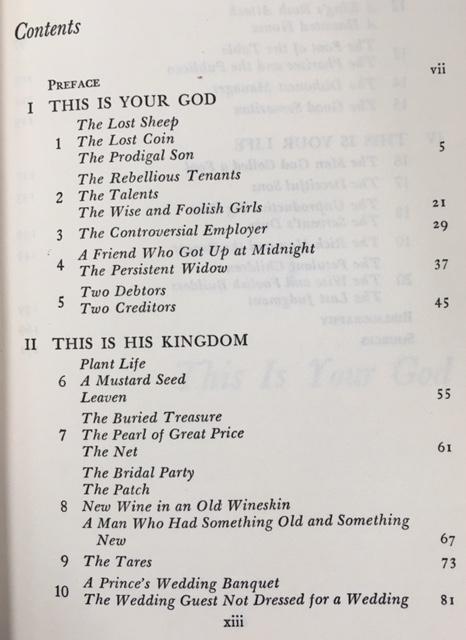 Contents
PREFACE vii
I THIS IS YOUR GOD
The Lost Sheep
1 The Lost Coin
The Prodigal Son 5
The Rebellious Tenants
2 The Talents
The Wise and Foolish Girls 21
3 The Controversial Employer 29
A Friend Who Got Up at Midnight
4 The Persistent Widow 37
Two Debtors
5 Two Creditors 45
II THIS IS HIS KINGDOM
Plant Life
6 A Mustard Seed
Leaven 55
The Buried Treasure
7 The Pearl of Great Price
The Net 61
The Bridal Party
The Patch
8 New Wine in an Old Wineskin
A Man Who Had Something Old and Something
New 67
9 The Tares 73
A Prince's Wedding Banquet
10 The Wedding Guest Not Dressed for a Wedding 81
xiii
This Is Your God